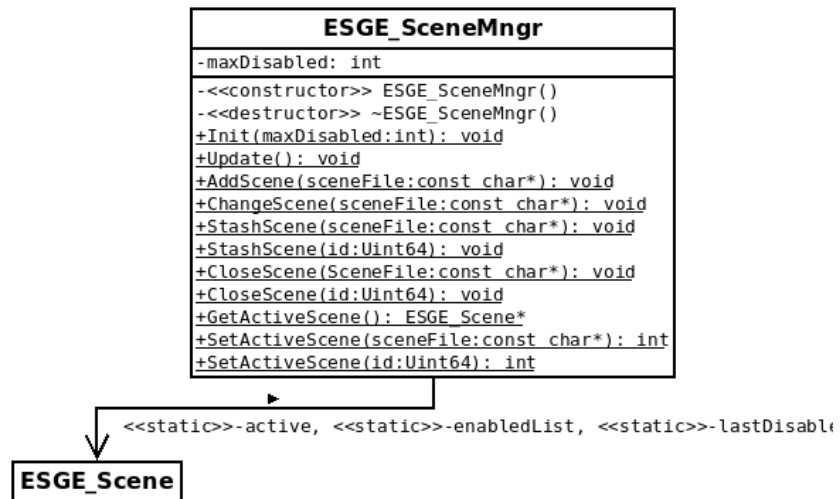 ESGE_SceneMngr
-maxDisabled: int
-<<constructor>> ESGE_SceneMngr()
-<<destructor>> ~ESGE_SceneMngr()
+Init(maxDisabled:int): void
+Update(): void
+AddScene(sceneFile:const char*): void
+ChangeScene(sceneFile:const char*): void
+StashScene(sceneFile:const char*): void
+StashScene(id:Uint64): void
+CloseScene(SceneFile:const char*): void
+CloseScene(id:Uint64): void
+GetActiveScene(): ESGE_Scene*
+SetActiveScene(sceneFile:const char*): int
+SetActiveScene(id:Uint64): int
<<static>>-active, <<static>>-enabledList, <<static>>-lastDisable
ESGE_Scene